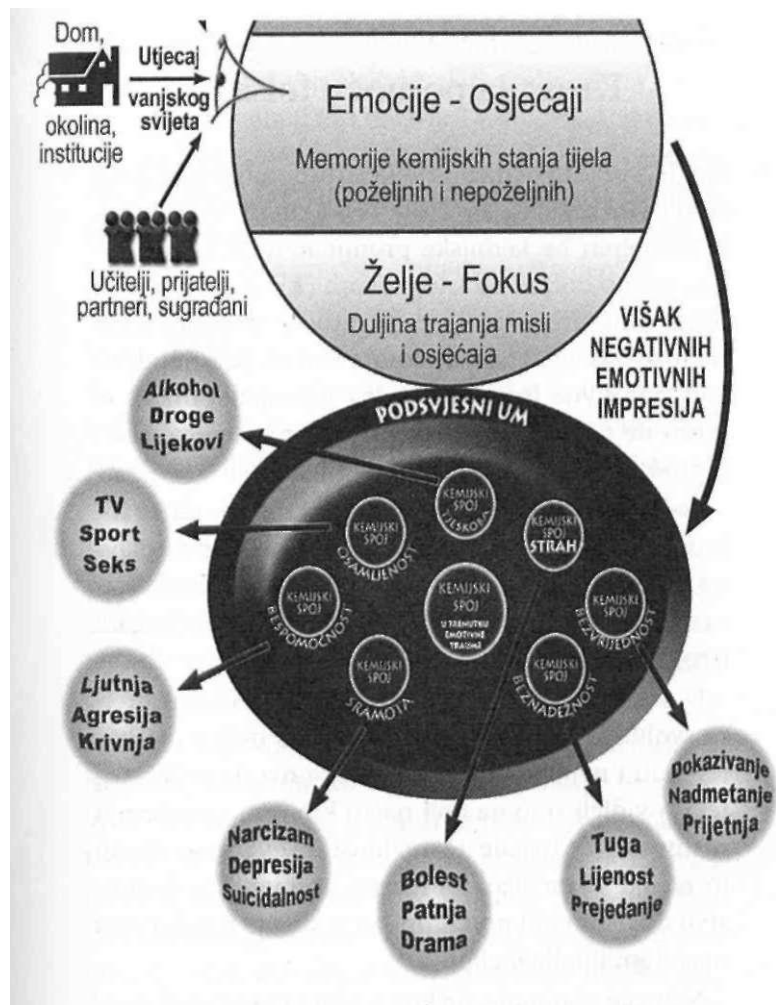 Dom,
okolina,
institucije
Utjecaj
vanjskog
svijeta
Učitelji, prijatelji,
partneri, sugrađani
Emocije - Osjećaji
Memorije kemijskih stanja tijela
(poželjnih i nepoželjnih)
Želje - Fokus
Duljina trajanja misli
i osjećaja
VIŠAK
NEGATIVNIH
EMOTIVNIH
IMPRESIJA
PODSVJESNI UM
KEMIJSKI
SPOJ
TJESKOBA
KEMIJSKI
SPOJ
OSAMLJENOST
KEMIJSKI
SPOJ
STRAH
KEMIJSKI
SPOJ
BESPOMOĆNOST
KEMIJSKI
SPOJ
U TRENUTKU
EMOTIVNE
TRAUME
KEMIJSKI
SPOJ
BEZVRIJEDNOST
KEMIJSKI
SPOJ
SRAMOTA
KEMIJSKI
SPOJ
BEZNADEŽNOST
Alkohol
Droge
Lijekovi
TV
Sport
Seks
Ljutnja
Agresija
Krivnja
Narcizam
Depresija
Suicidalnost
Bolest
Patnja
Drama
Tuga
Lijenost
Prejedanje
Dokazivanje
Nadmetanje
Prijetnja